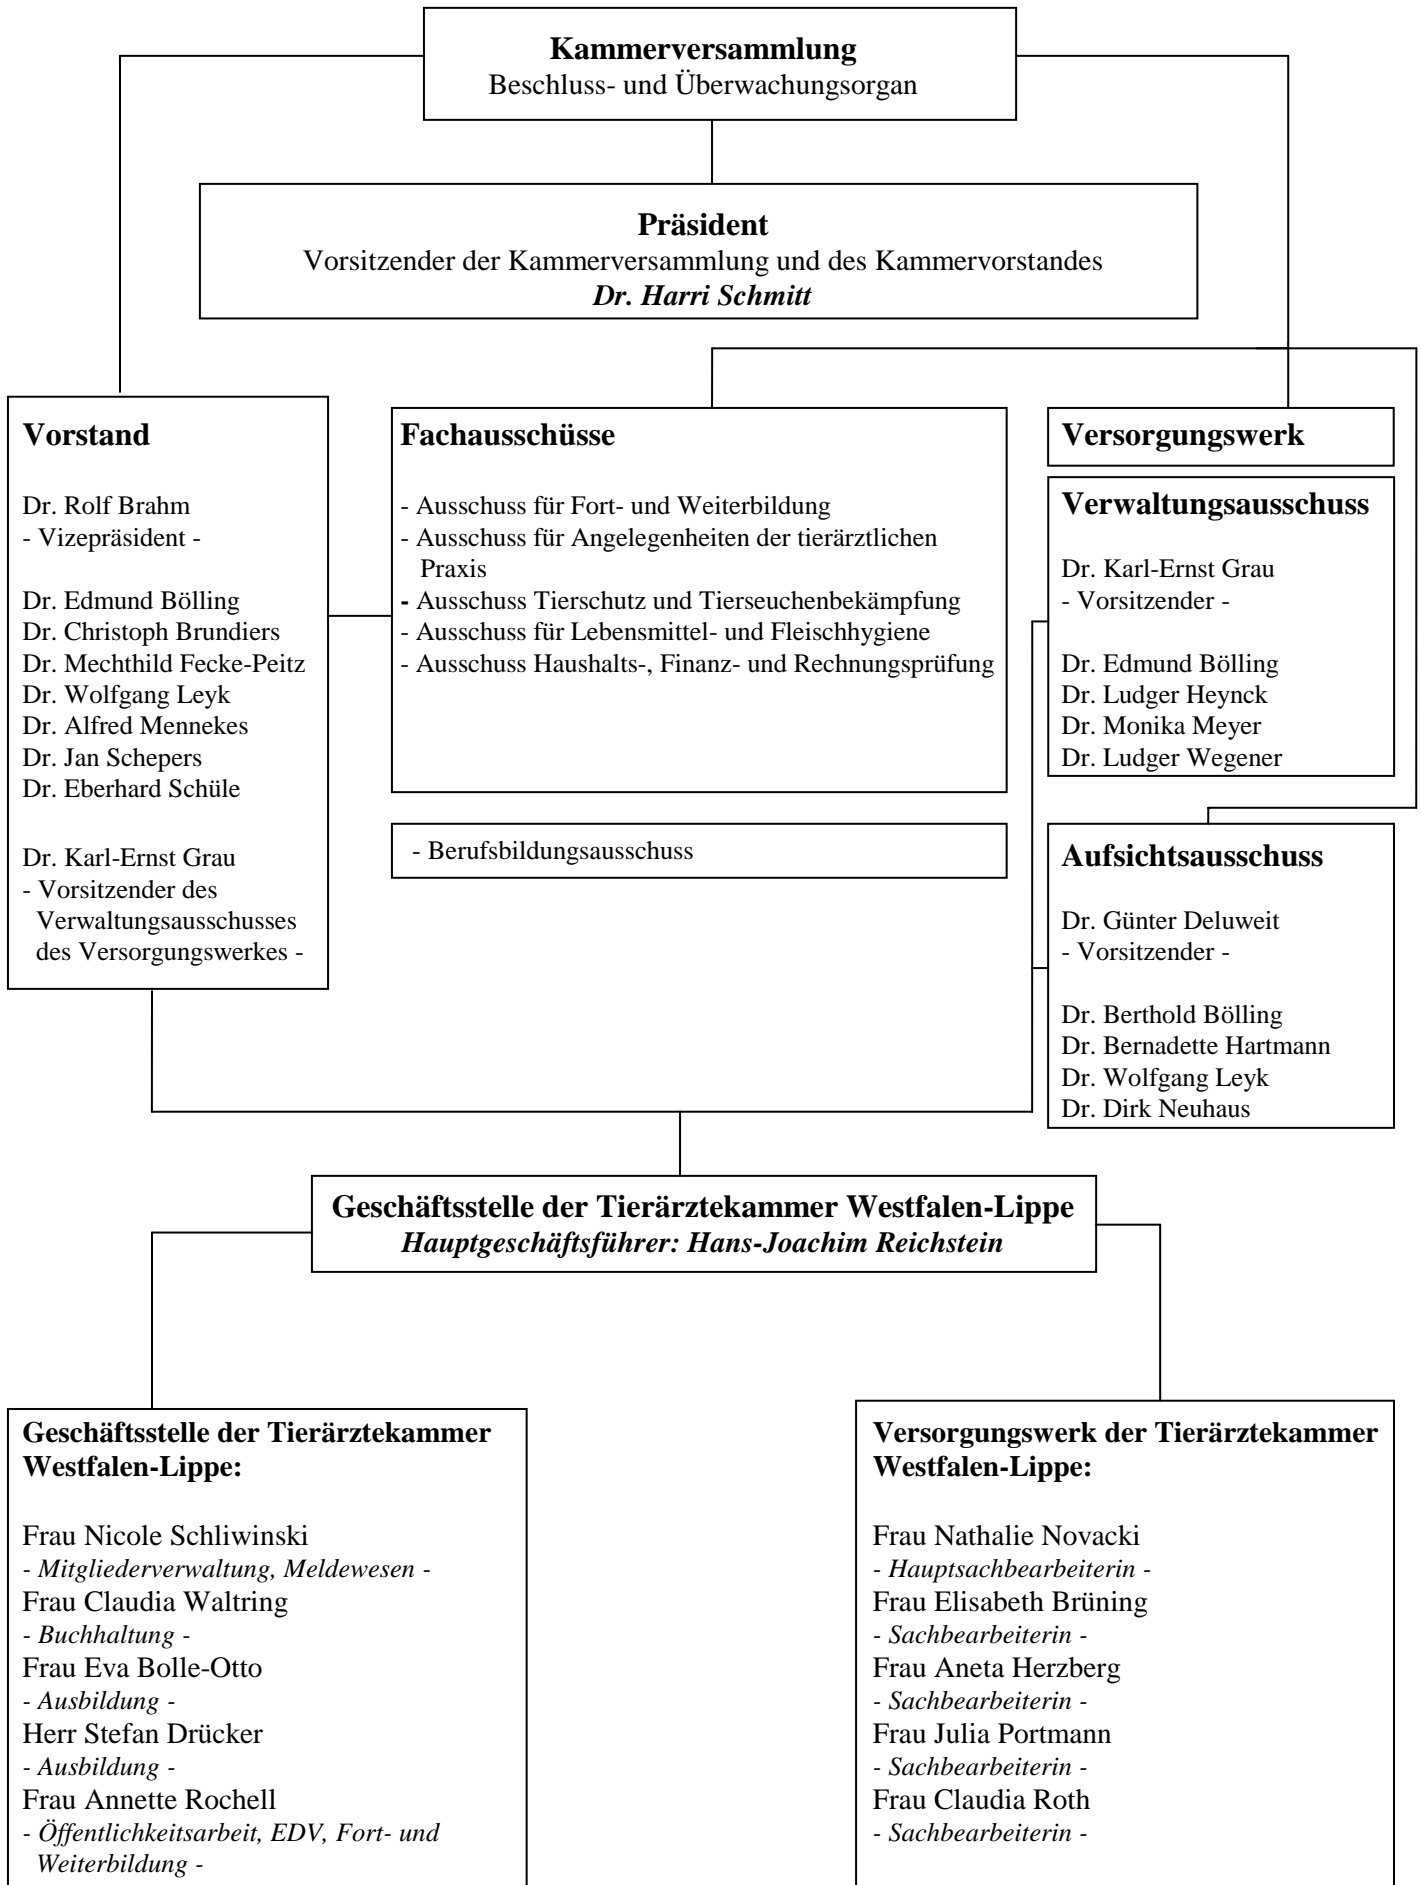 Kammerversammlung
Beschluss- und Überwachungsorgan
Präsident
Vorsitzender der Kammerversammlung und des Kammervorstandes
Dr. Harri Schmitt
Vorstand
Dr. Rolf Brahm
- Vizepräsident -
Dr. Edmund Bölling
Dr. Christoph Brundiers
Dr. Mechthild Fecke-Peitz
Dr. Wolfgang Leyk
Dr. Alfred Mennekes
Dr. Jan Schepers
Dr. Eberhard Schüle
Dr. Karl-Ernst Grau
- Vorsitzender des
Verwaltungsausschusses
des Versorgungswerkes -
Fachausschüsse
- Ausschuss für Fort- und Weiterbildung
- Ausschuss für Angelegenheiten der tierärztlichen
Praxis
- Ausschuss Tierschutz und Tierseuchenbekämpfung
- Ausschuss für Lebensmittel- und Fleischhygiene
- Ausschuss Haushalts-, Finanz- und Rechnungsprüfung
- Berufsbildungsausschuss
Versorgungswerk
Verwaltungsausschuss
Dr. Karl-Ernst Grau
- Vorsitzender -
Dr. Edmund Bölling
Dr. Ludger Heynck
Dr. Monika Meyer
Dr. Ludger Wegener
Aufsichtsausschuss
Dr. Günter Deluweit
- Vorsitzender -
Dr. Berthold Bölling
Dr. Bernadette Hartmann
Dr. Wolfgang Leyk
Dr. Dirk Neuhaus
Geschäftsstelle der Tierärztekammer Westfalen-Lippe
Hauptgeschäftsführer: Hans-Joachim Reichstein
Geschäftsstelle der Tierärztekammer
Westfalen-Lippe:
Frau Nicole Schliwinski
- Mitgliederverwaltung, Meldewesen -
Frau Claudia Waltring
- Buchhaltung -
Frau Eva Bolle-Otto
- Ausbildung -
Herr Stefan Drücker
- Ausbildung -
Frau Annette Rochell
- Öffentlichkeitsarbeit, EDV, Fort- und
Weiterbildung -
Versorgungswerk der Tierärztekammer
Westfalen-Lippe:
Frau Nathalie Novacki
- Hauptsachbearbeiterin -
Frau Elisabeth Brüning
- Sachbearbeiterin -
Frau Aneta Herzberg
- Sachbearbeiterin -
Frau Julia Portmann
- Sachbearbeiterin -
Frau Claudia Roth
- Sachbearbeiterin -